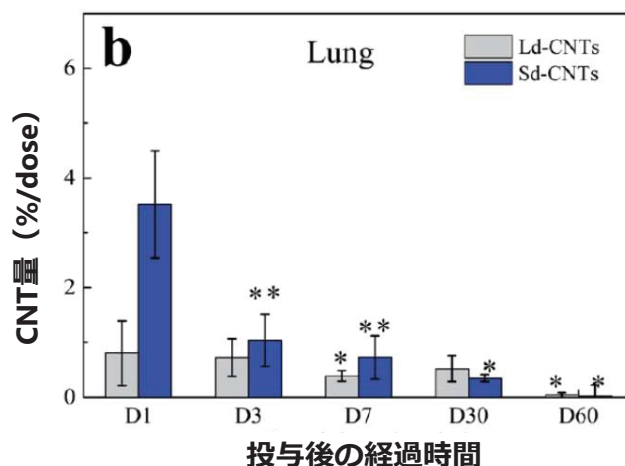 b
Lung
Ld-CNTs
Sd-CNTs
CNT量（%/dose）
6
4
2
0
**
**
*
*
*
*
D1 D3 D7 D30 D60
投与後の経過時間